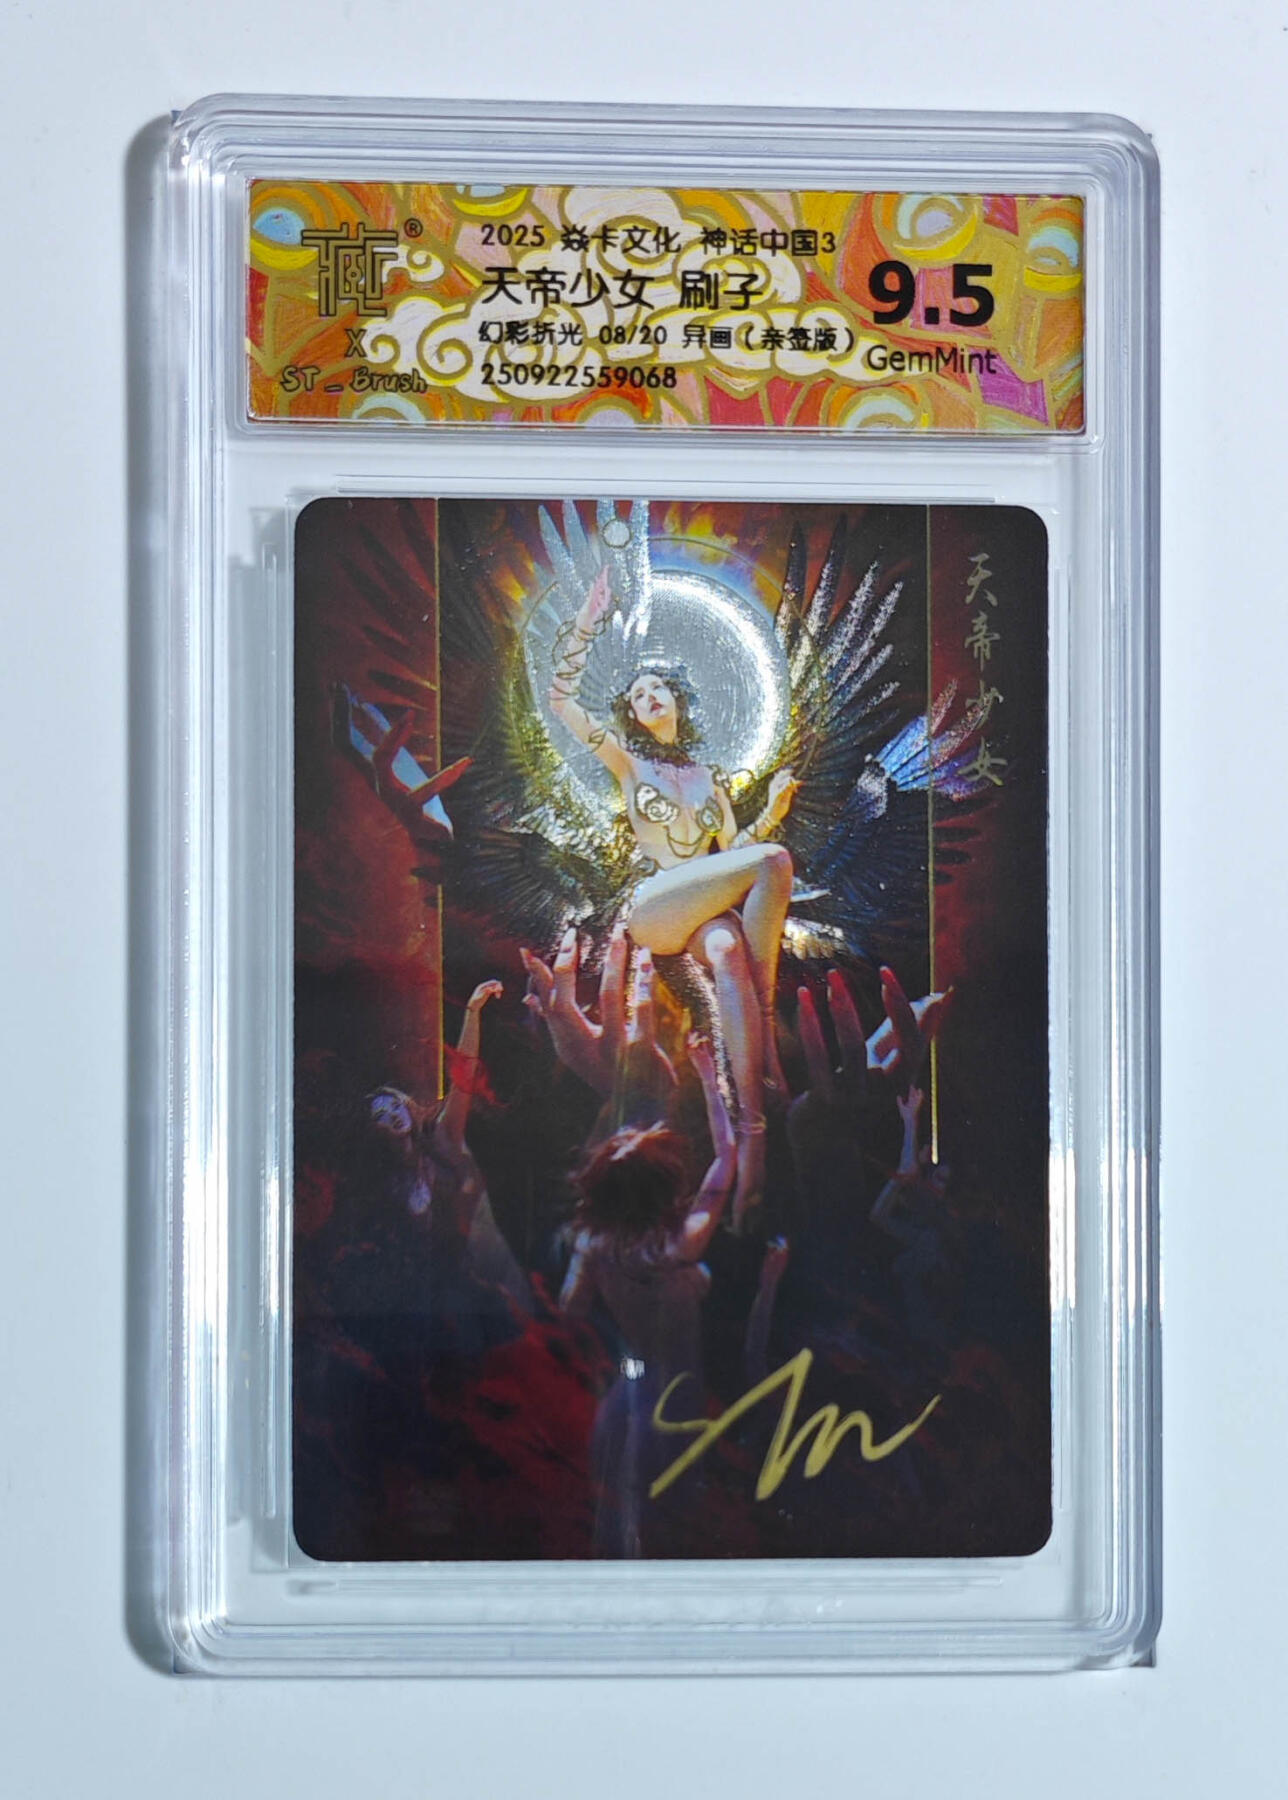 藏®
X
ST_Brush
2025 焱卡文化 神话中国3
天帝少女 刷子
幻彩折光 08/20 异画(亲签版)
250922559068
9.5
GemMint
天帝少女